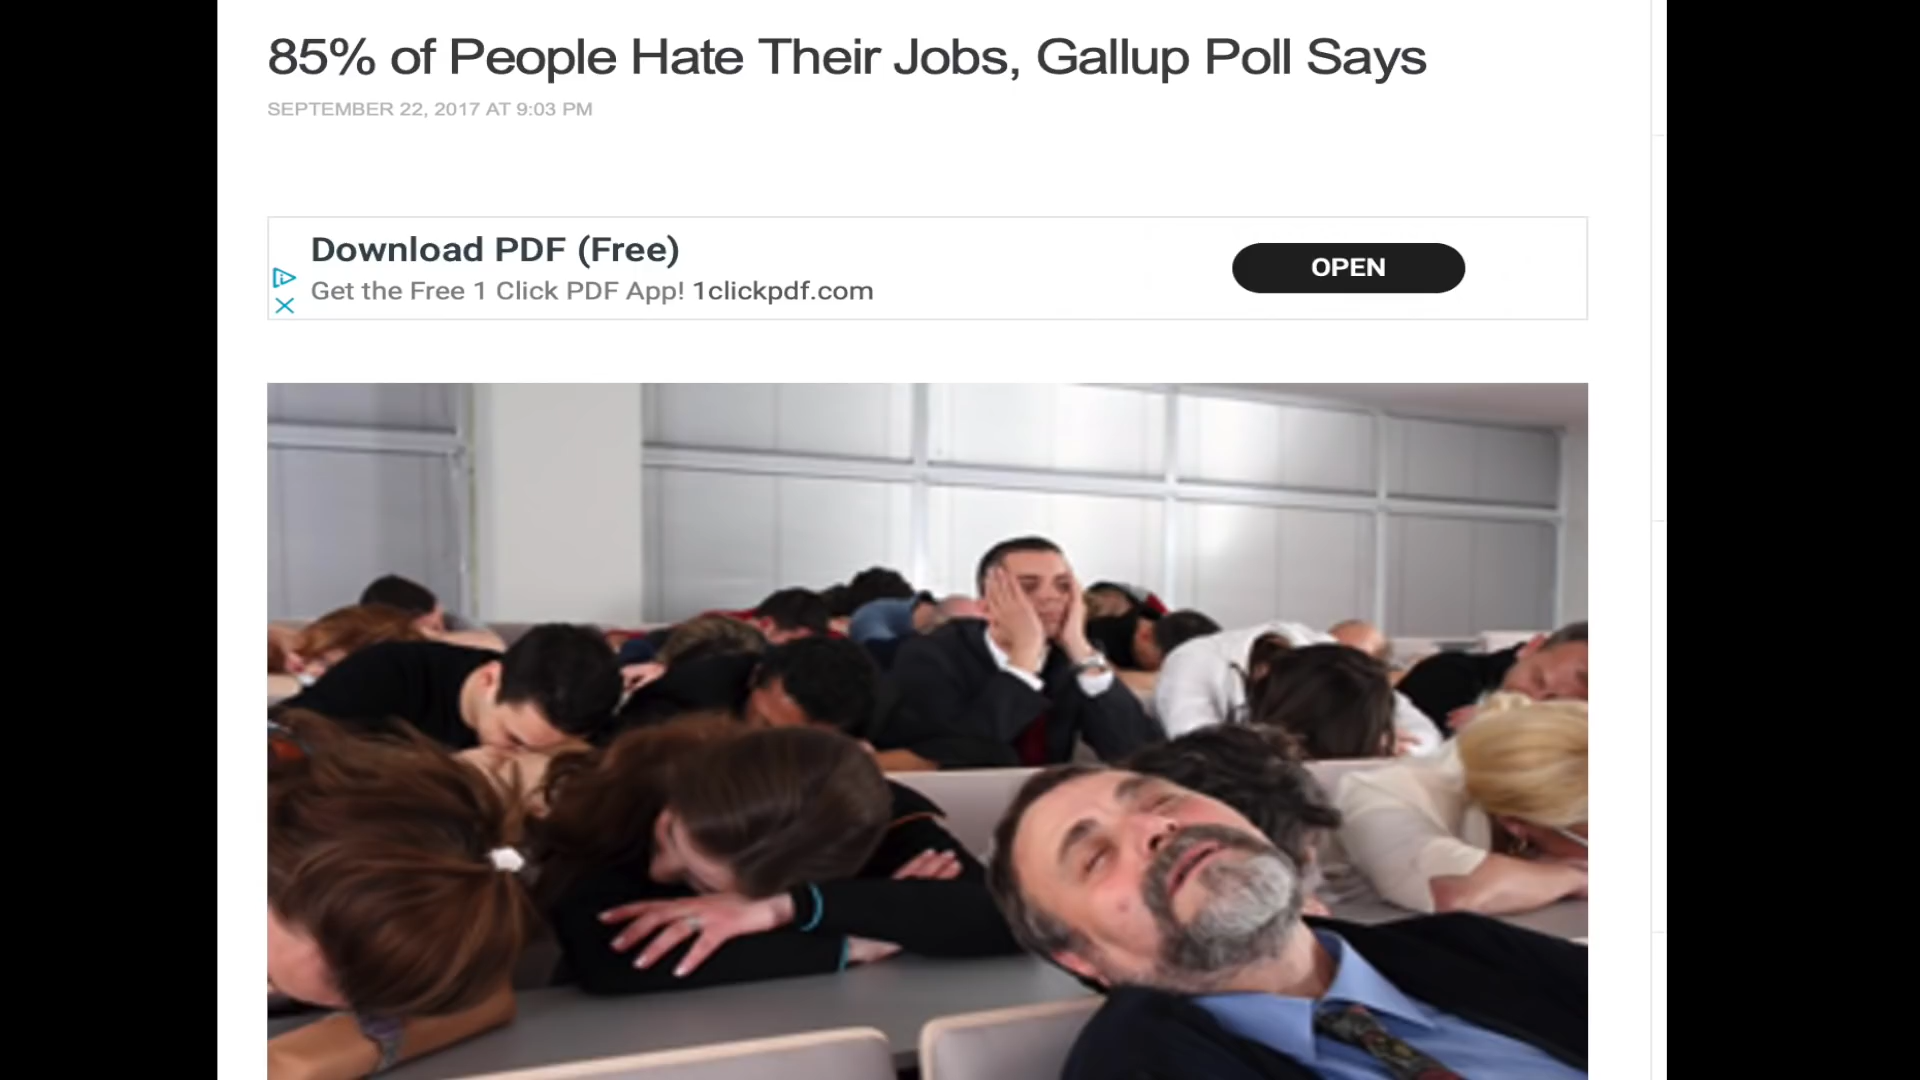 85% of People Hate Their Jobs, Gallup Poll Says
SEPTEMBER 22, 2017 AT 9:03 PM
Download PDF (Free)
Get the Free 1 Click PDF App! 1clickpdf.com
OPEN